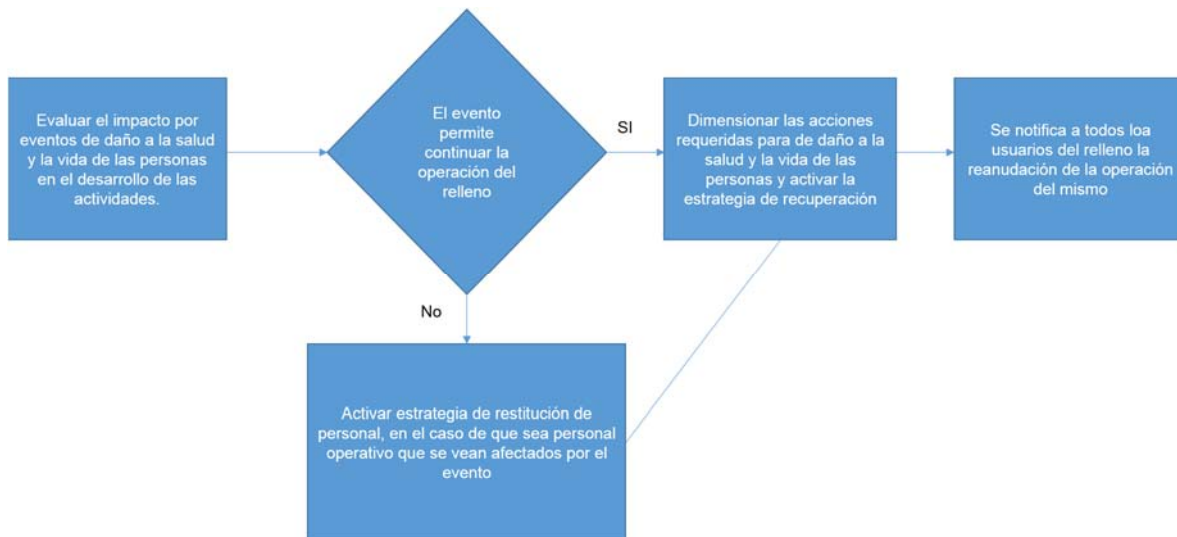 Evaluar el impacto por
eventos de daño a la salud
y la vida de las personas
en el desarrollo de las
actividades.
El evento
permite
continuar la
operación del
relleno
SI
Dimensionar las acciones
requeridas para de daño a la
salud y la vida de las
personas y activar la
estrategia de recuperación
Se notifica a todos loa
usuarios del relleno la
reanudación de la operación
del mismo
No
Activar estrategia de restitución de
personal, en el caso de que sea personal
operativo que se vean afectados por el
evento